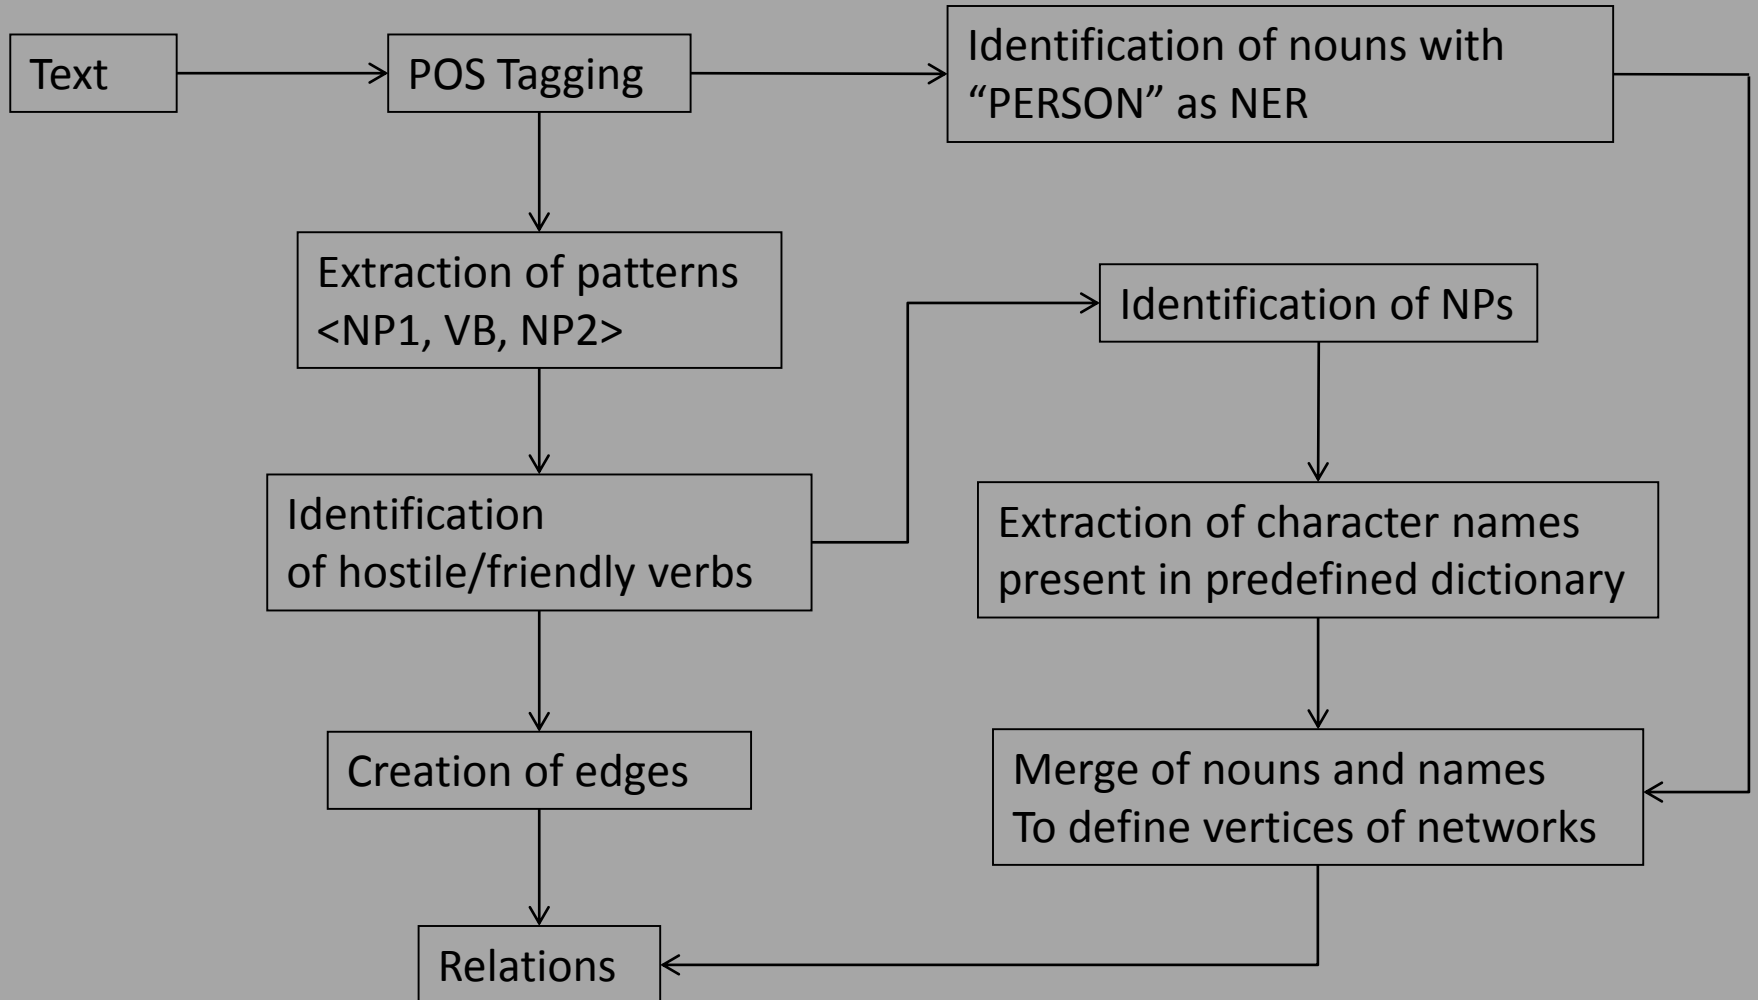 Text
POS Tagging
Identification of nouns with
“PERSON” as NER
Extraction of patterns
<NP1, VB, NP2>
Identification of NPs
Identification
of hostile/friendly verbs
Extraction of character names
present in predefined dictionary
Creation of edges
Merge of nouns and names
To define vertices of networks
Relations